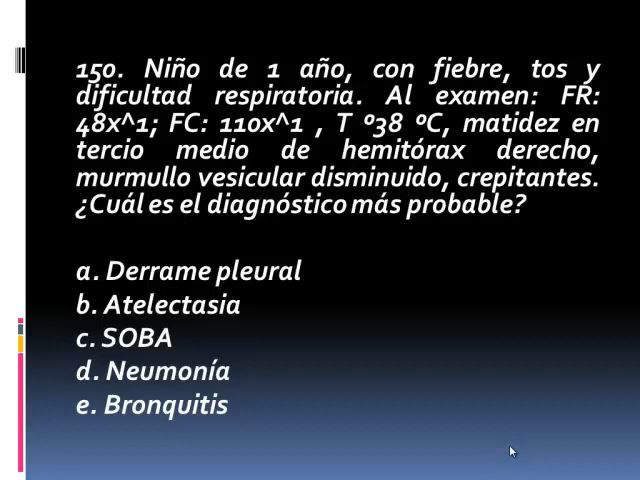 150. Niño de 1 año, con fiebre, tos y
dificultad respiratoria. Al examen: FR:
48x^1; FC: 110x^1 , T º38 ºC, matidez en
tercio medio de hemitórax derecho,
murmullo vesicular disminuido, crepitantes.
¿Cuál es el diagnóstico más probable?
a. Derrame pleural
b. Atelectasia
c. SOBA
d. Neumonía
e. Bronquitis